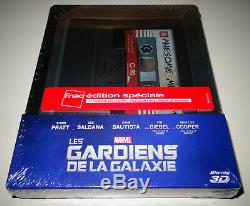 AWESOME MIX
C-90
fnac édition spéciale
CHRIS PRATT
ZOE SALDANA
DAVE BAUTISTA
VIN DIESEL
BRADLEY COOPER
MARVEL
LES
GARDIENS
DE LA GALAXIE
Blu-ray 3D